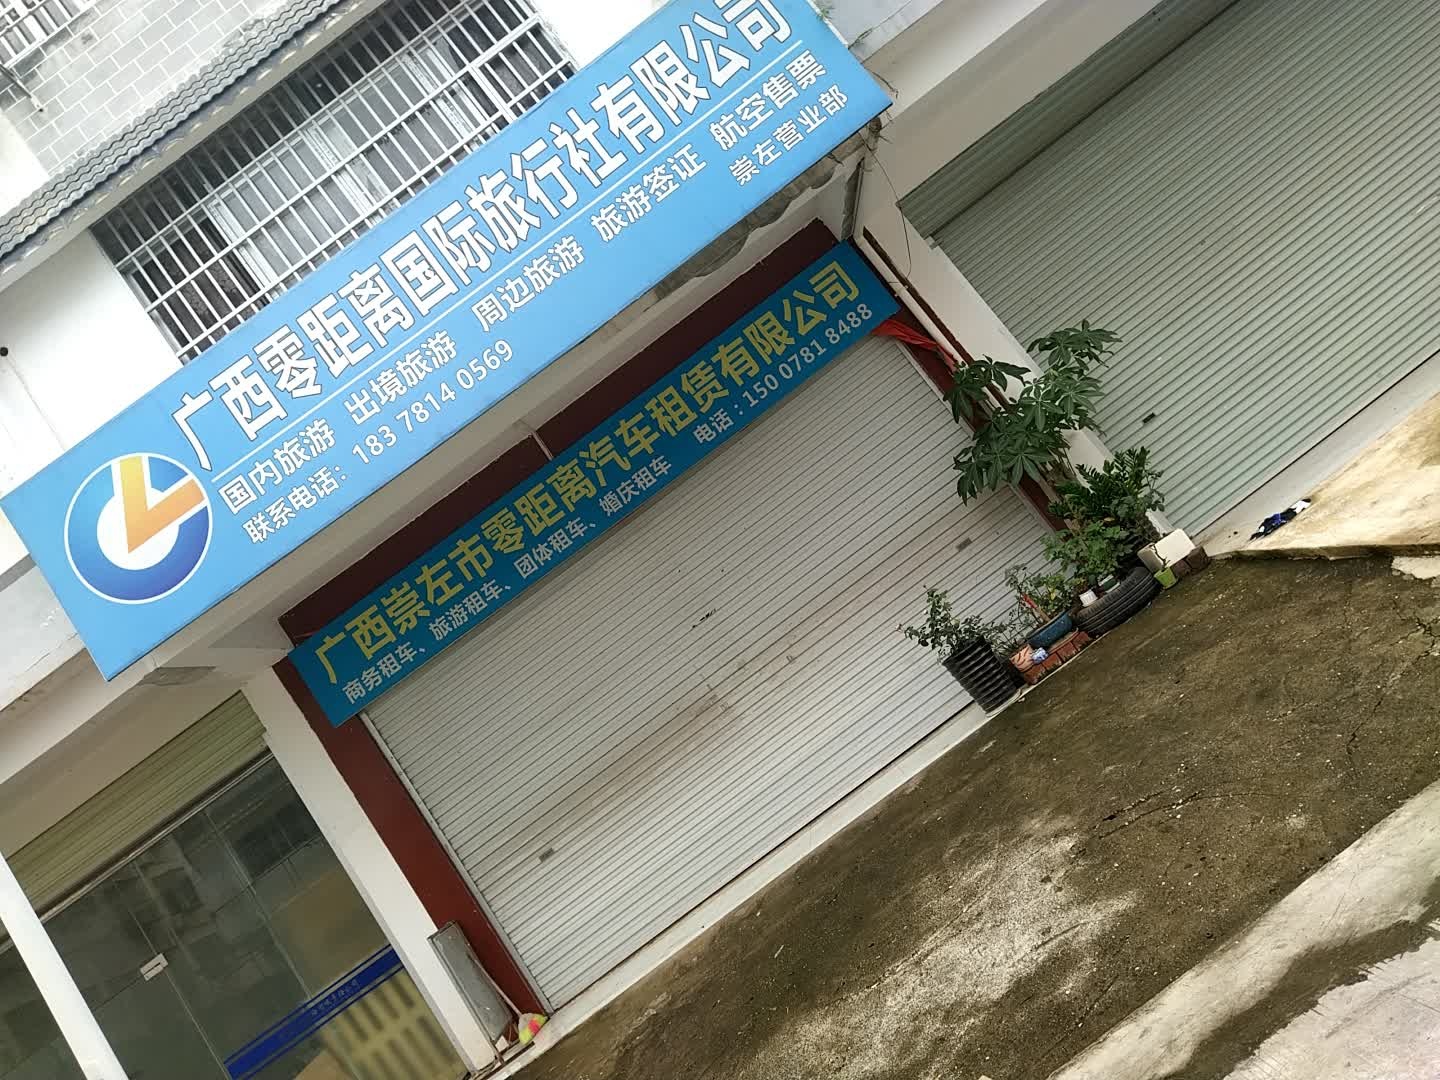 广西零距离国际旅行社有限公司
国内旅游 出境旅游 周边旅游 旅游签证 航空售票
联系电话：183 7814 0569 崇左营业部
广西崇左市零距离汽车租赁有限公司
商务租车、旅游租车、团体租车、婚庆租车 电话：150 0781 8488